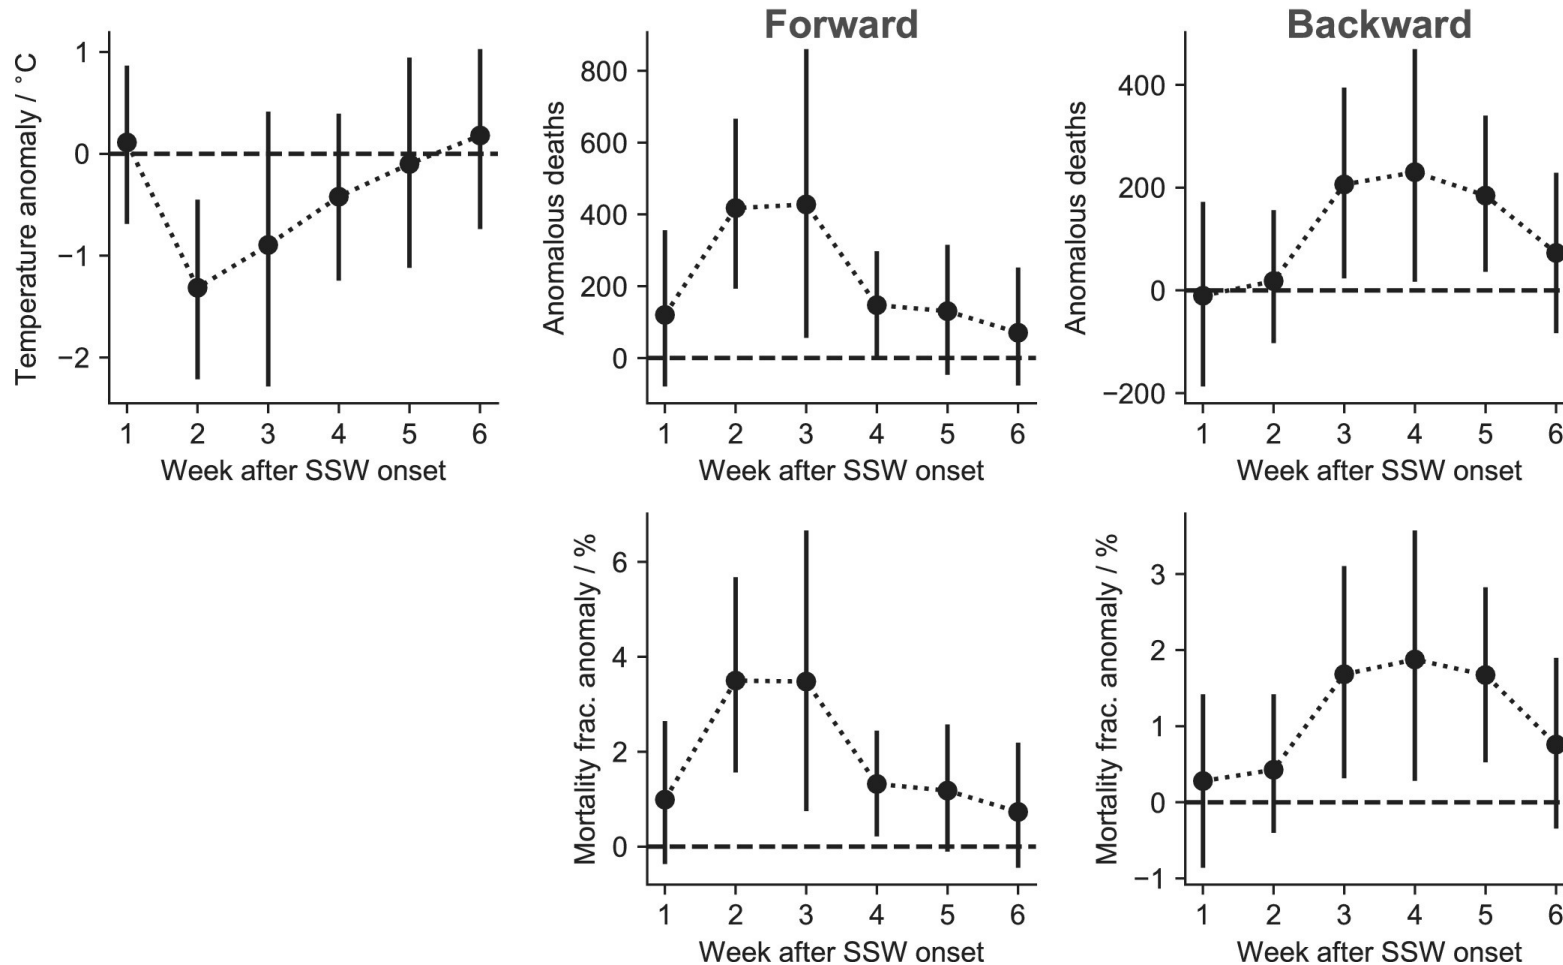 Forward
Backward
Temperature anomaly / °C
1
0
−1
−2
1 2 3 4 5 6
Week after SSW onset
Anomalous deaths
800
600
400
200
0
1 2 3 4 5 6
Week after SSW onset
Anomalous deaths
400
200
0
−200
1 2 3 4 5 6
Week after SSW onset
Mortality frac. anomaly / %
6
4
2
0
1 2 3 4 5 6
Week after SSW onset
Mortality frac. anomaly / %
3
2
1
0
−1
1 2 3 4 5 6
Week after SSW onset